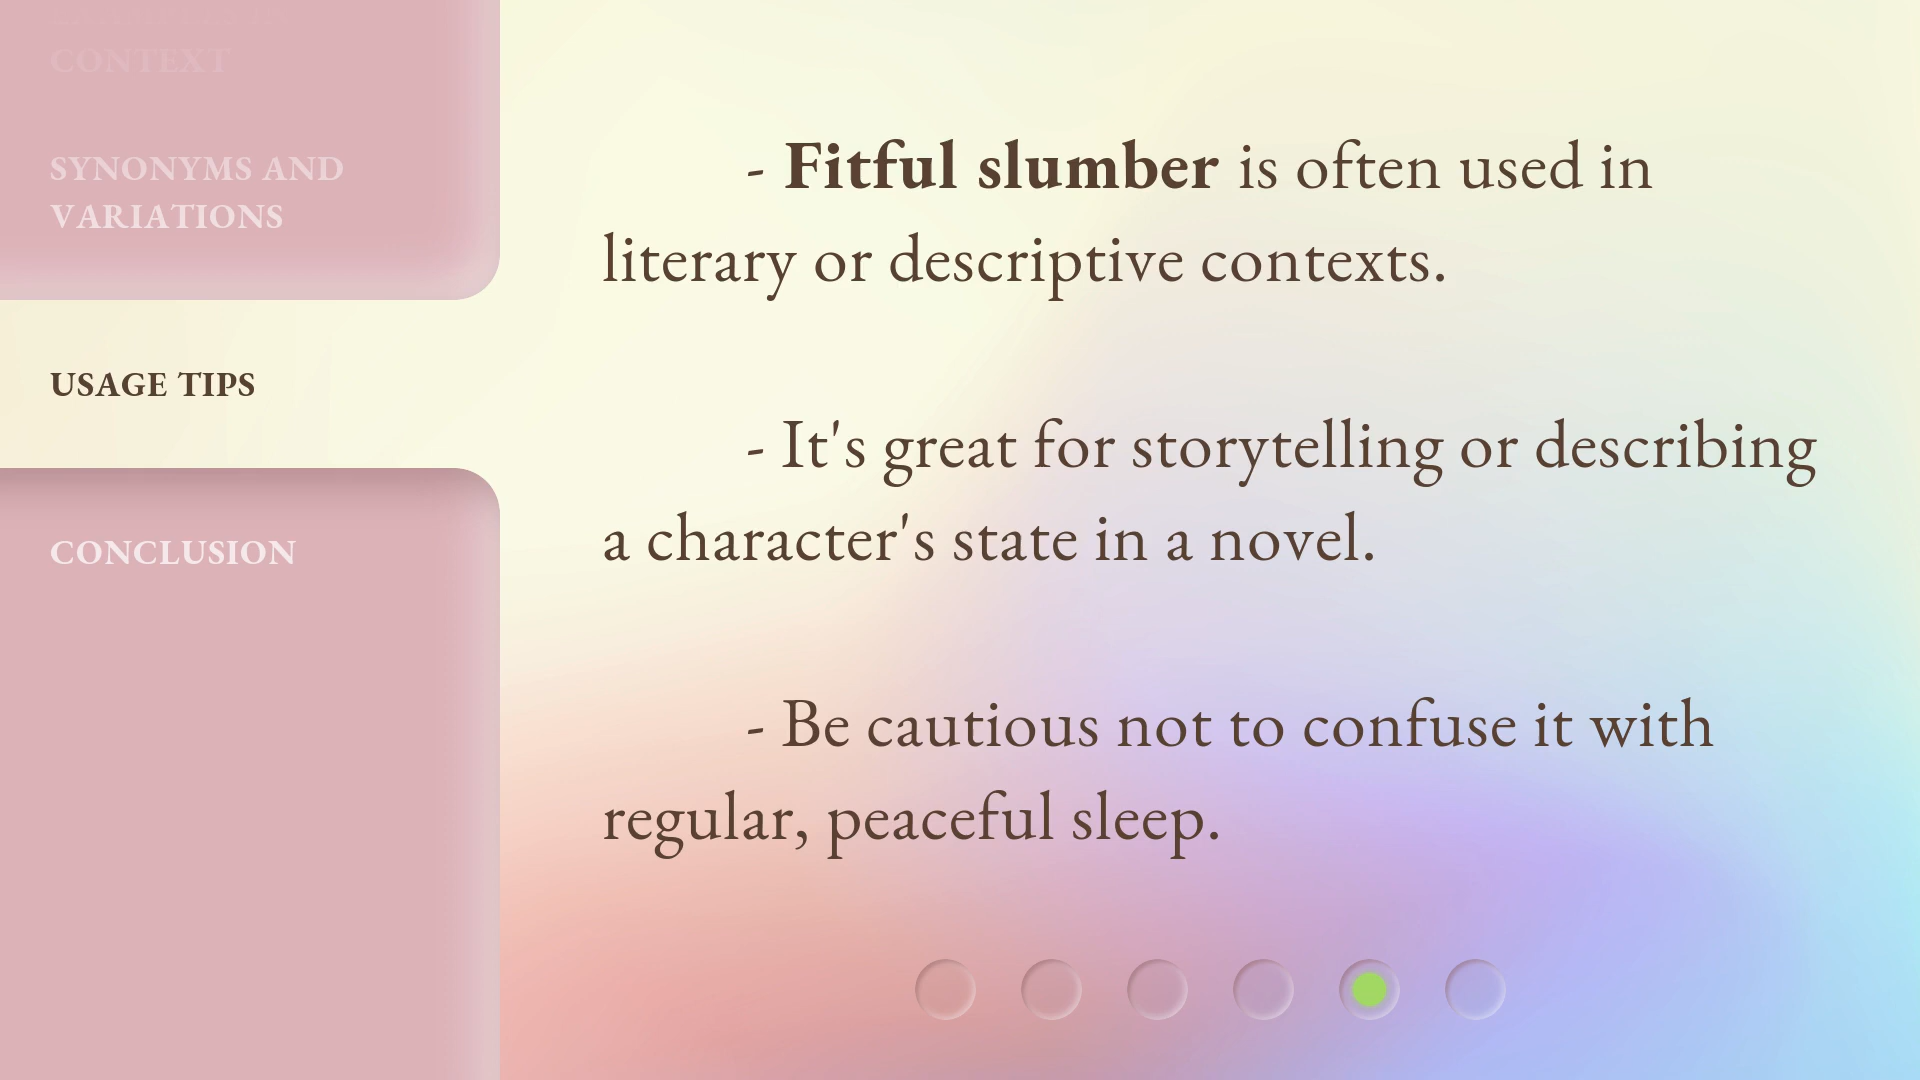 CONTEXT
SYNONYMS AND
VARIATIONS
USAGE TIPS
CONCLUSION
- Fitful slumber is often used in
literary or descriptive contexts.
- It's great for storytelling or describing
a character's state in a novel.
- Be cautious not to confuse it with
regular, peaceful sleep.